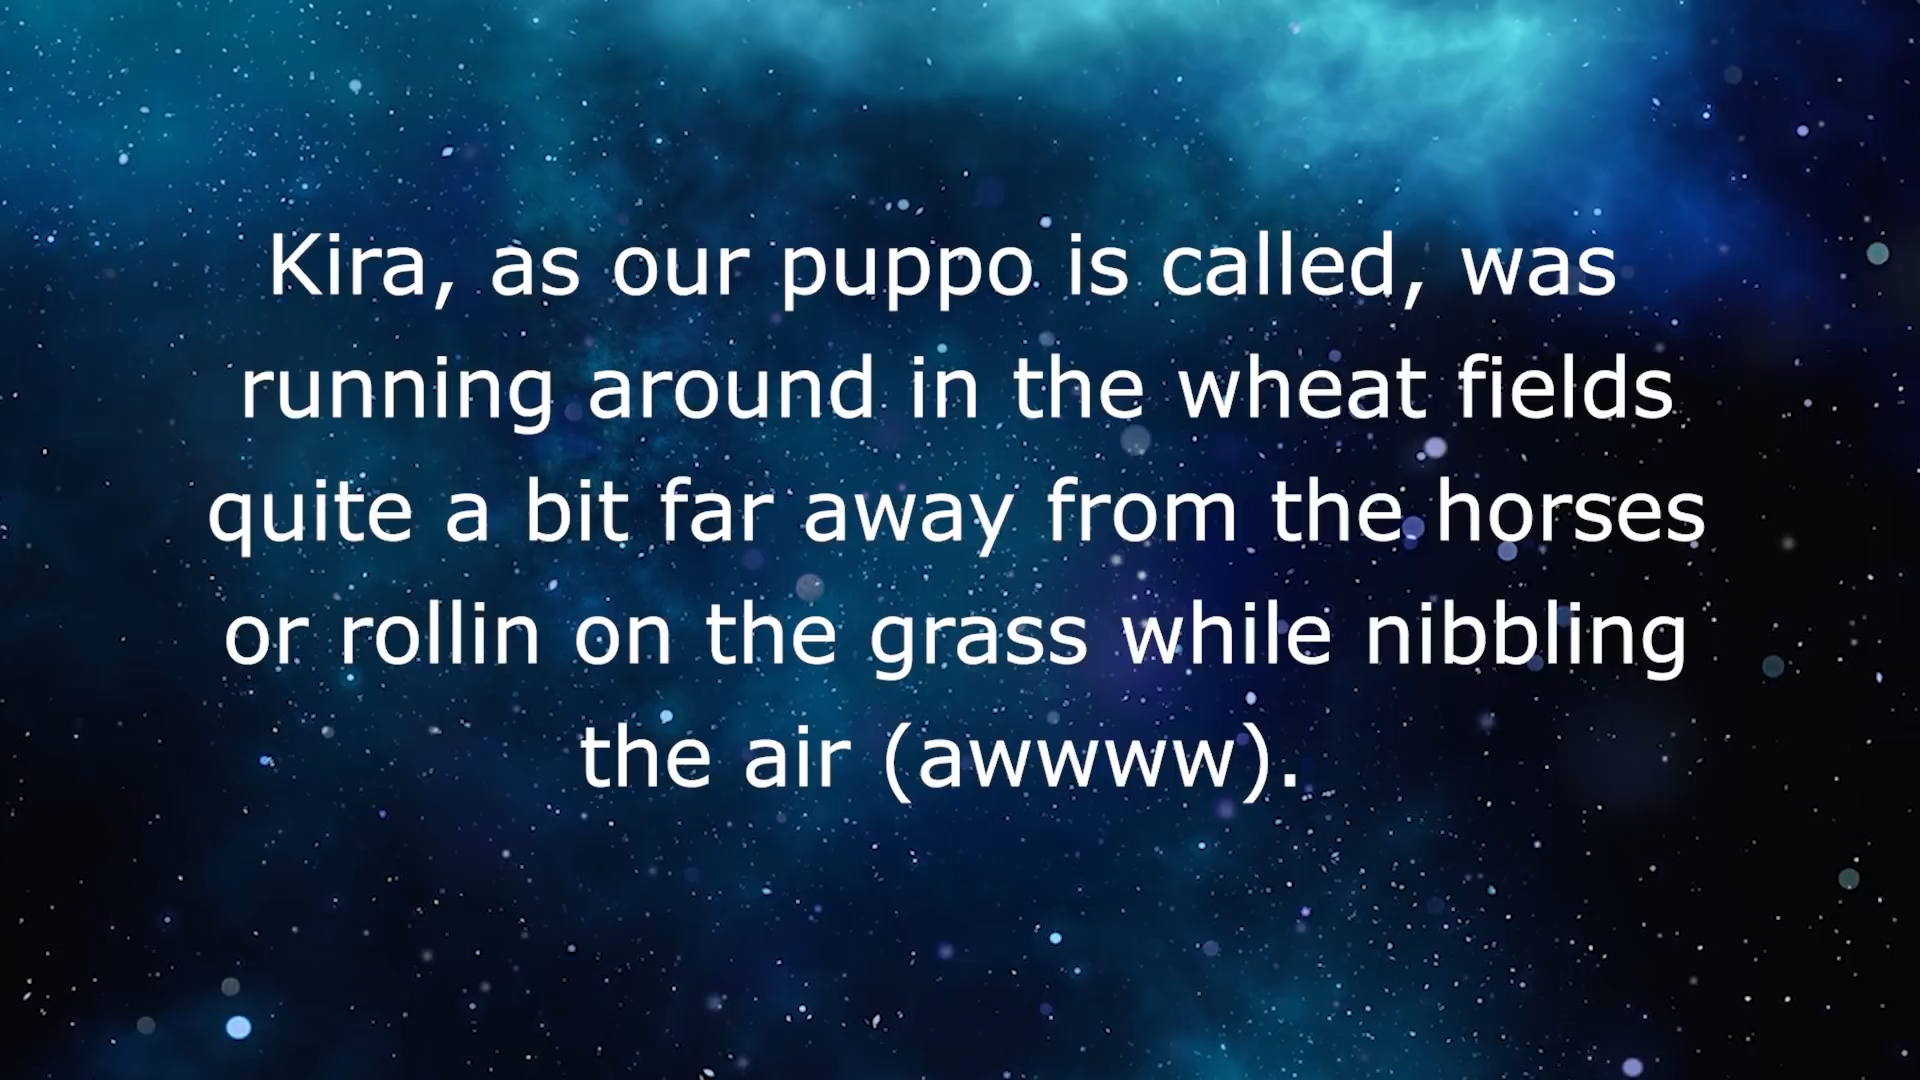 Kira, as our puppo is called, was
running around in the wheat fields
quite a bit far away from the horses
or rollin on the grass while nibbling
the air (awwww).